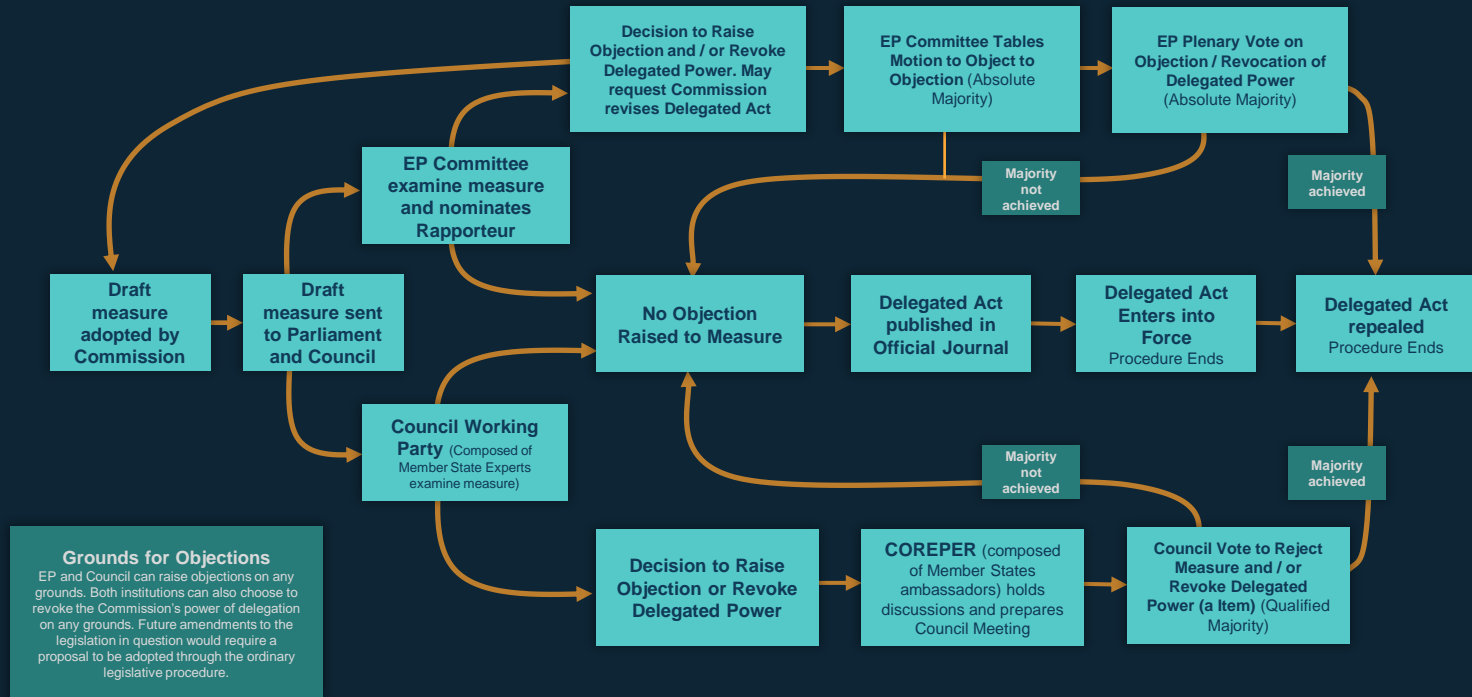 Decision to Raise
Objection and / or Revoke
Delegated Power. May
request Commission
revises Delegated Act
EP Committee Tables
Motion to Object to
Objection (Absolute
Majority)
EP Plenary Vote on
Objection / Revocation of
Delegated Power
(Absolute Majority)
EP Committee
examine measure
and nominates
Rapporteur
Majority
not
achieved
Majority
achieved
Draft
measure
adopted by
Commission
Draft
measure sent
to Parliament
and Council
No Objection
Raised to Measure
Delegated Act
published in
Official Journal
Delegated Act
Enters into
Force
Procedure Ends
Delegated Act
repealed
Procedure Ends
Council Working
Party (Composed of
Member State Experts
examine measure)
Majority
not
achieved
Majority
achieved
Grounds for Objections
EP and Council can raise objections on any
grounds. Both institutions can also choose to
revoke the Commission's power of delegation
on any grounds. Future amendments to the
legislation in question would require a
proposal to be adopted through the ordinary
legislative procedure.
Decision to Raise
Objection or Revoke
Delegated Power
COREPER (composed
of Member States
ambassadors) holds
discussions and prepares
Council Meeting
Council Vote to Reject
Measure and / or
Revoke Delegated
Power (a Item) (Qualified
Majority)